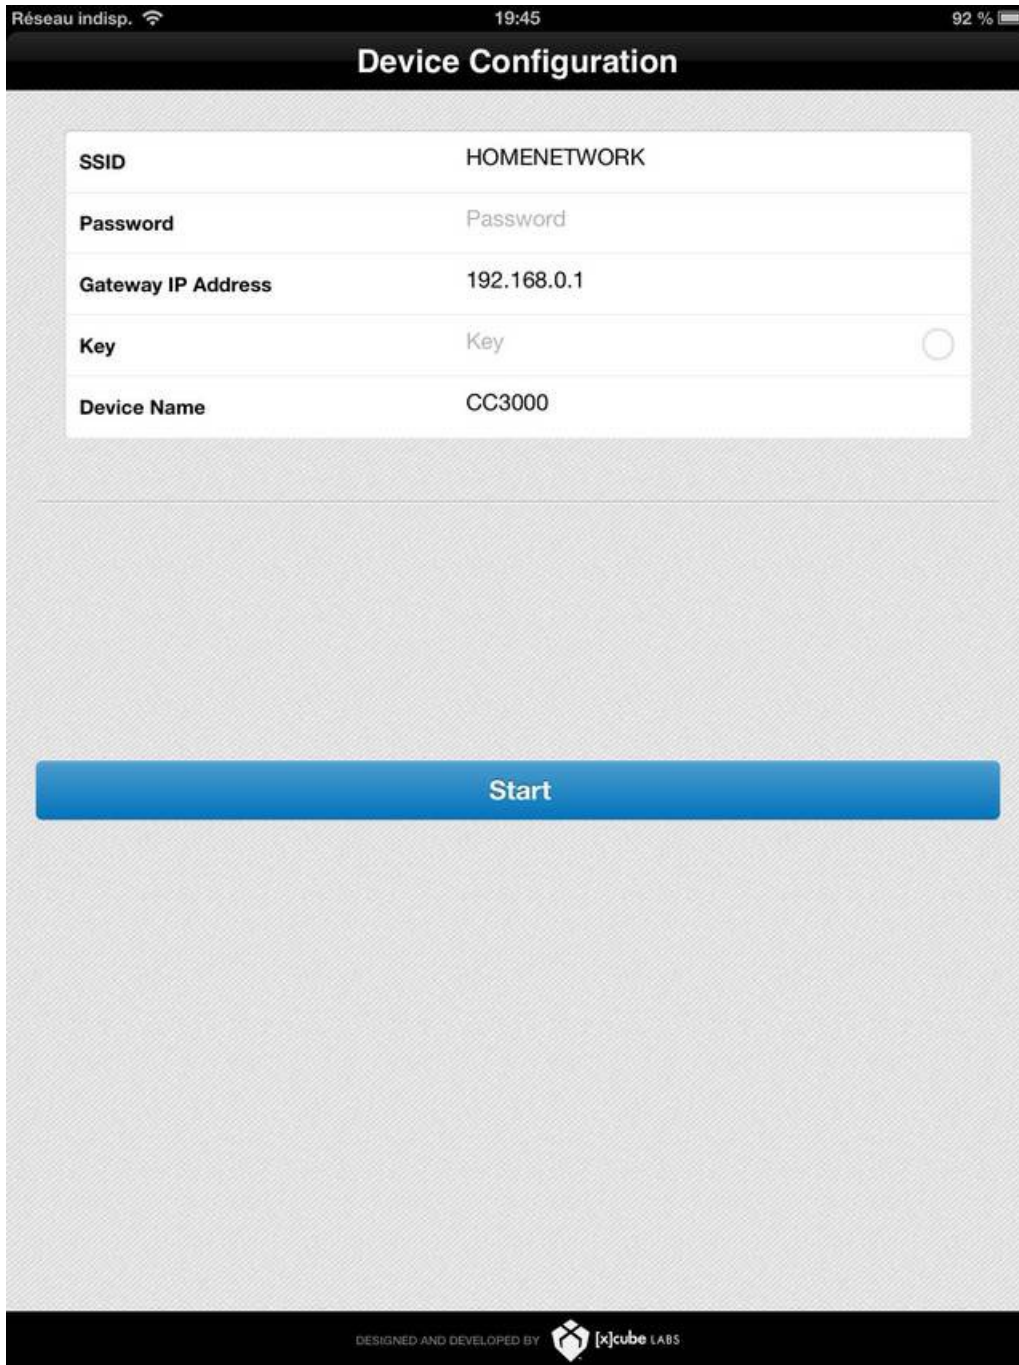 Réseau indisp. 19:45 92 %
Device Configuration
SSID HOMENETWORK
Password Password
Gateway IP Address 192.168.0.1
Key Key
Device Name CC3000
Start
DESIGNED AND DEVELOPED BY [x]cube LABS